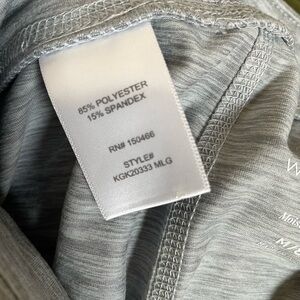 85% POLYESTER
15% SPANDEX
RN# 150466
STYLE#
KGK20333 MLG